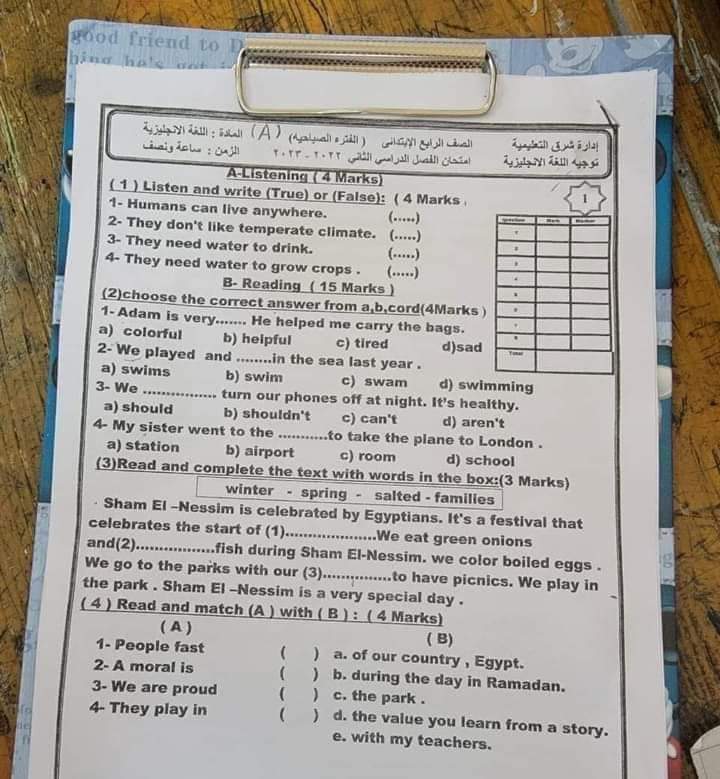 good friend to
إدارة شرق التعليمية
توجيه اللغة الإنجليزية
الصف الرابع الابتدائي ( الفترة الصباحية ) (A) المادة : اللغة الإنجليزية
امتحان الفصل الدراسي الثاني ٢٠٢٢ - ٢٠٢٣ الزمن : ساعة ونصف
1
Question Mark Marker
Total
A-Listening ( 4 Marks)
( 1 ) Listen and write (True) or (False): ( 4 Marks
1- Humans can live anywhere. (.....)
2- They don't like temperate climate. (.....)
3- They need water to drink. (.....)
4- They need water to grow crops . (.....)
B- Reading ( 15 Marks )
(2)choose the correct answer from a,b,cord(4Marks )
1- Adam is very....... He helped me carry the bags.
a) colorful b) helpful c) tired d)sad
2- We played and ........in the sea last year .
a) swims b) swim c) swam d) swimming
3- We ............... turn our phones off at night. It's healthy.
a) should b) shouldn't c) can't d) aren't
4- My sister went to the ...........to take the plane to London .
a) station b) airport c) room d) school
(3)Read and complete the text with words in the box:(3 Marks)
winter - spring - salted - families
Sham El –Nessim is celebrated by Egyptians. It's a festival that
celebrates the start of (1)....................We eat green onions
and(2).................fish during Sham El-Nessim. we color boiled eggs .
We go to the parks with our (3)...............to have picnics. We play in
the park . Sham El –Nessim is a very special day .
( 4 ) Read and match (A ) with ( B ) : ( 4 Marks)
( A ) ( B)
1- People fast ( ) a. of our country , Egypt.
2- A moral is ( ) b. during the day in Ramadan.
3- We are proud ( ) c. the park .
4- They play in ( ) d. the value you learn from a story.
e. with my teachers.